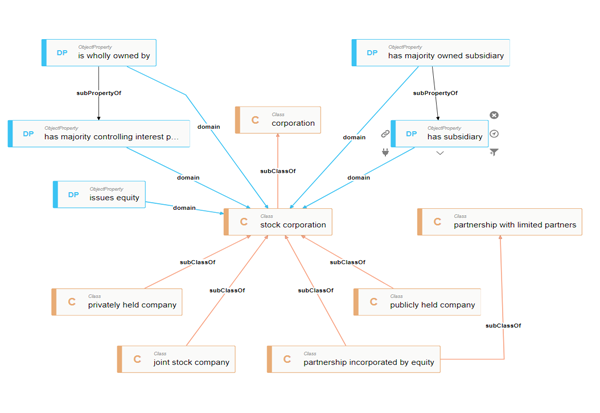 ObjectProperty
DP is wholly owned by
ObjectProperty
DP has majority owned subsidiary
subPropertyOf
subPropertyOf
Class
C corporation
ObjectProperty
DP has majority controlling interest p...
domain
domain
ObjectProperty
DP has subsidiary
subClassOf
domain
domain
ObjectProperty
DP issues equity
domain
Class
C stock corporation
Class
C partnership with limited partners
subClassOf
subClassOf
subClassOf
subClassOf
Class
C privately held company
Class
C publicly held company
subClassOf
Class
C joint stock company
Class
C partnership incorporated by equity